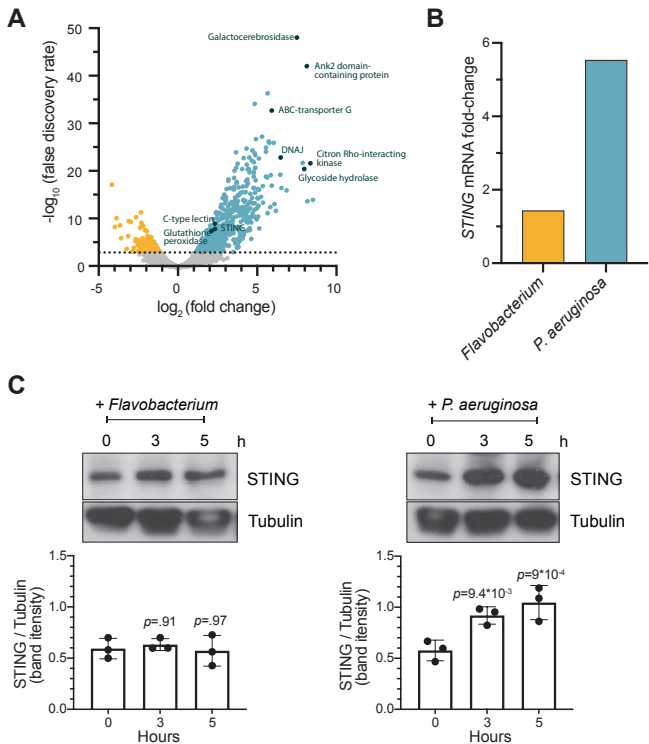 A
50
40
30
20
10
0
-log10 (false discovery rate)
Galactocerebrosidase
Ank2 domain-
containing protein
ABC-transporter G
DNAJ
Citron Rho-interacting
kinase
Glycoside hydrolase
C-type lectin
STING
Glutathione
peroxidase
-5
0
5
10
log2 (fold change)
B
6
4
2
0
STING mRNA fold-change
Flavobacterium
P. aeruginosa
C
+ Flavobacterium
0 3 5 h
STING
Tubulin
1.5
1.0
0.5
0.0
STING / Tubulin
(band itensity)
p=.91
p=.97
0 3 5
Hours
+ P. aeruginosa
0 3 5 h
STING
Tubulin
1.5
1.0
0.5
0.0
STING / Tubulin
(band itensity)
p=9.4*10-3
p=9*10-4
0 3 5
Hours